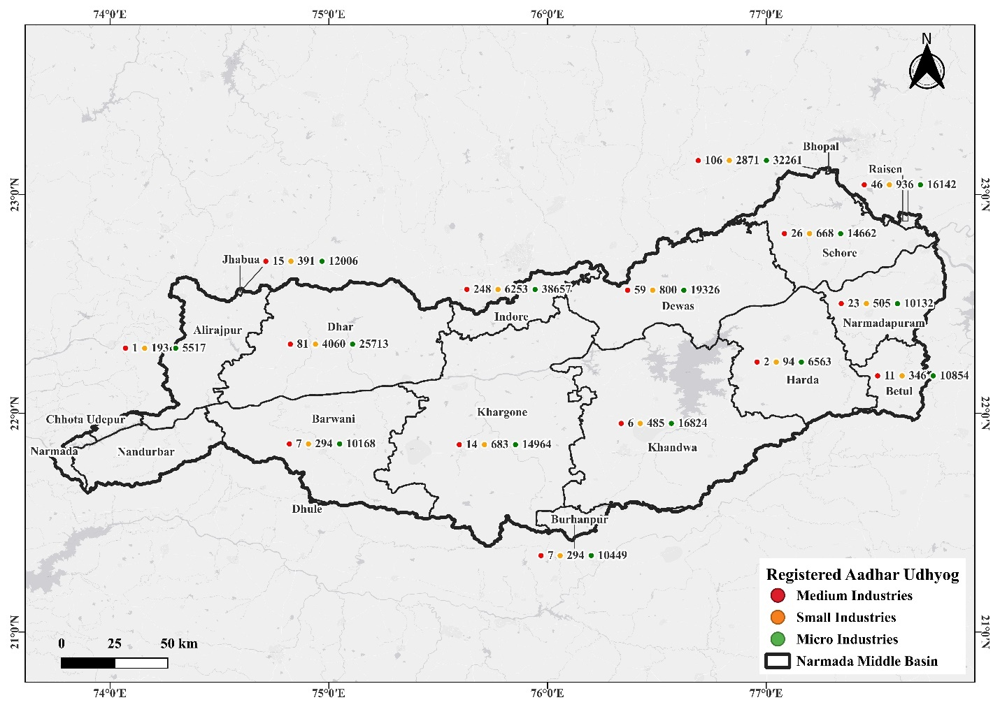 74°0'E 75°0'E 76°0'E 77°0'E
N
Bhopal
106 2871 32261
Raisen
46 936 16142
23°0'N 23°0'N
26 668 14662
Sehore
Jhabua 15 391 12006
248 6253 38657
59 800 19326
Dewas
23 505 10132
Indore
Narmadapuram
Alirajpur
Dhar
1 193 5517
81 4060 25713
2 94 6563
Harda
11 346 10854
Betul
22°0'N 22°0'N
Chhota Udepur
Barwani
Khargone
6 485 16824
Khandwa
7 294 10168
14 683 14964
Narmada
Nandurbar
Dhule
Burhanpur
7 294 10449
Registered Aadhar Udhyog
Medium Industries
Small Industries
Micro Industries
Narmada Middle Basin
21°0'N 21°0'N
0 25 50 km
74°0'E 75°0'E 76°0'E 77°0'E